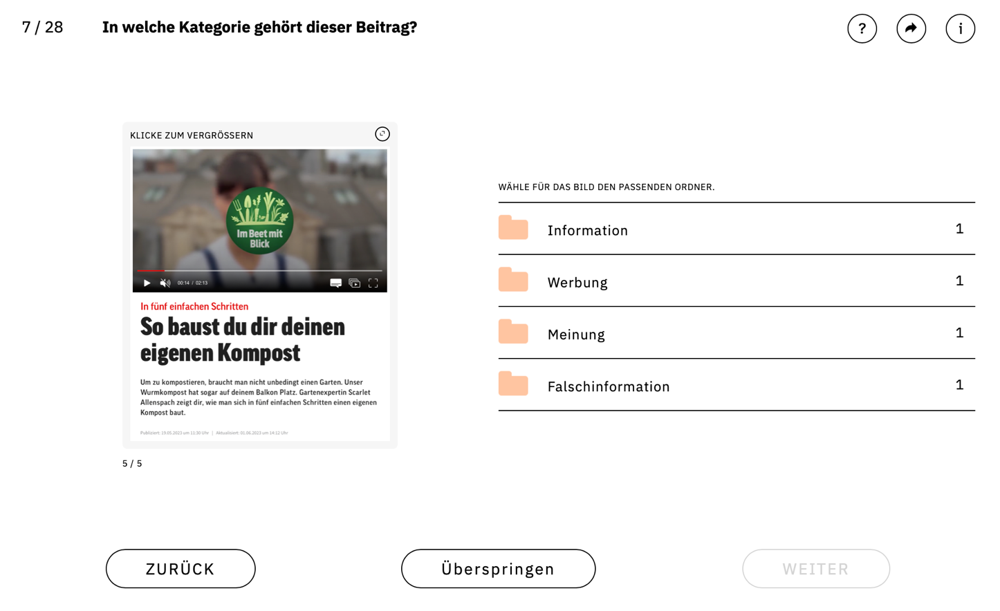 7 / 28
In welche Kategorie gehört dieser Beitrag?
?
i
KLICKE ZUM VERGRÖSSERN
Im Beet mit
Blick
00:14 / 02:13
In fünf einfachen Schritten
So baust du dir deinen
eigenen Kompost
Um zu kompostieren, braucht man nicht unbedingt einen Garten. Unser
Wurmkompost hat sogar auf deinem Balkon Platz. Gartenexpertin Scarlet
Allenspach zeigt dir, wie man sich in fünf einfachen Schritten einen eigenen
Kompost baut.
Publiziert: 19.05.2023 um 11:30 Uhr | Aktualisiert: 01.06.2023 um 14:12 Uhr
5 / 5
WÄHLE FÜR DAS BILD DEN PASSENDEN ORDNER.
Information 1
Werbung 1
Meinung 1
Falschinformation 1
ZURÜCK
Überspringen
WEITER